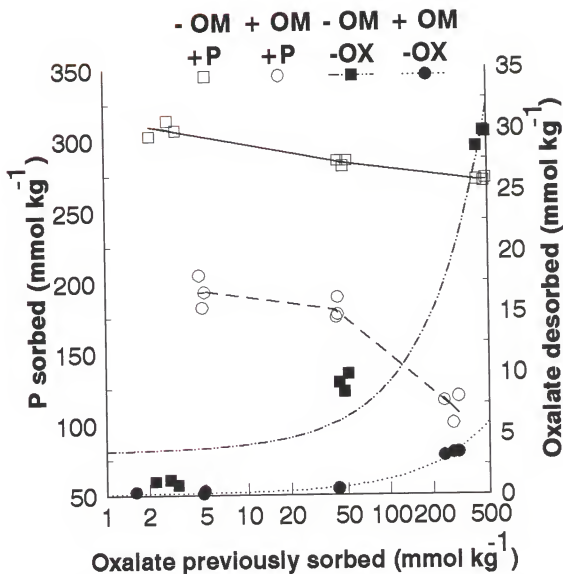 - OM + OM - OM + OM
+P +P -OX -OX
350 300 250 200 150 100 50
P sorbed (mmol kg-1)
35 30 25 20 15 10 5 0
Oxalate desorbed (mmol kg-1)
1 2 5 10 20 50 100 200 500
Oxalate previously sorbed (mmol kg-1)